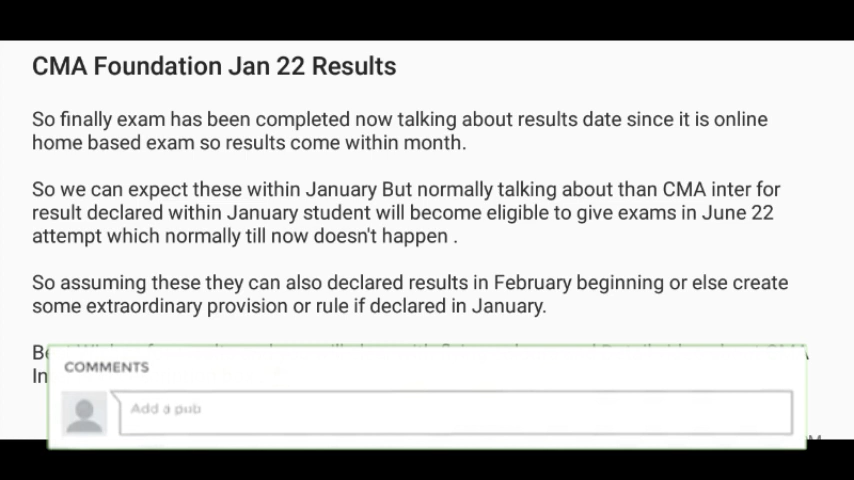 CMA Foundation Jan 22 Results
So finally exam has been completed now talking about results date since it is online
home based exam so results come within month.
So we can expect these within January But normally talking about than CMA inter for
result declared within January student will become eligible to give exams in June 22
attempt which normally till now doesn't happen .
So assuming these they can also declared results in February beginning or else create
some extraordinary provision or rule if declared in January.
COMMENTS
Add a pub